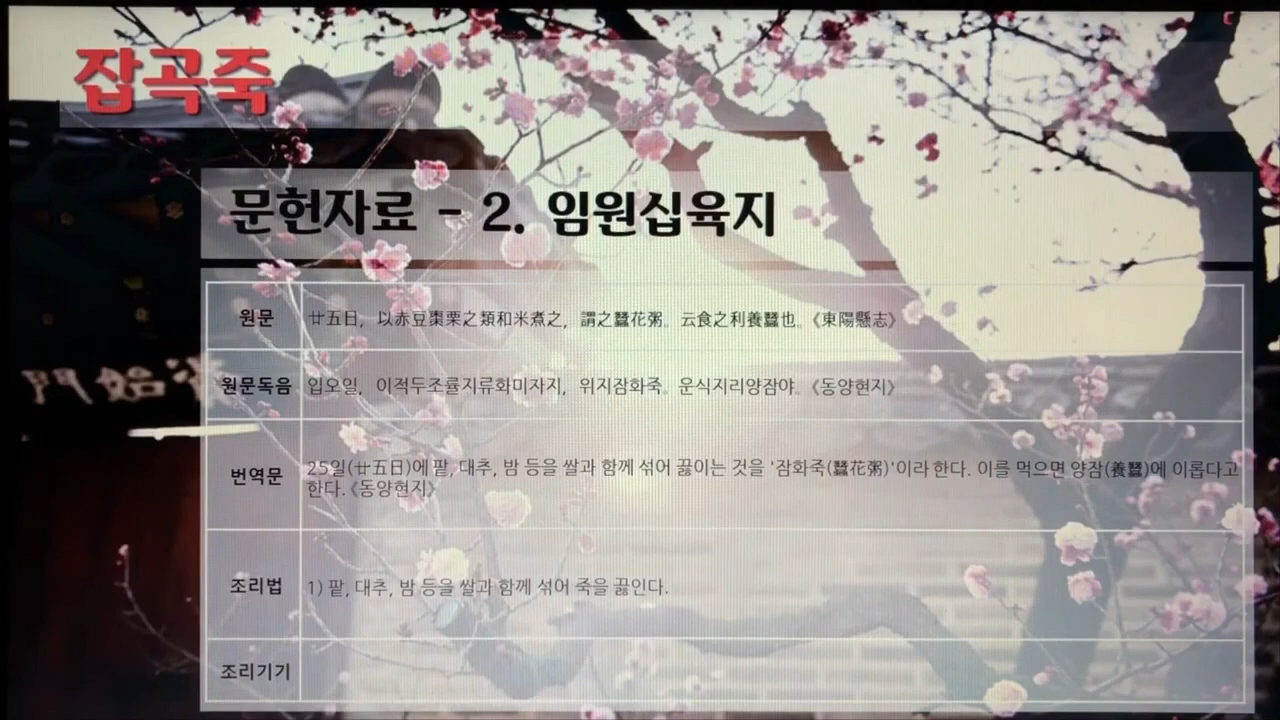 잡곡죽
문헌자료 - 2. 임원십육지
원문
廿五日, 以赤豆棗栗之類和米煮之, 謂之蠶花粥. 云食之利養蠶也.《東陽縣志》
원문독음
입오일, 이적두조률지류화미자지, 위지잠화죽. 운식지리양잠야.《동양현지》
번역문
25일(廿五日)에 팥, 대추, 밤 등을 쌀과 함께 섞어 끓이는 것을 '잠화죽(蠶花粥)'이라 한다. 이를 먹으면 양잠(養蠶)에 이롭다고
한다.《동양현지》
조리법
1) 팥, 대추, 밤 등을 쌀과 함께 섞어 죽을 끓인다.
조리기기
門始